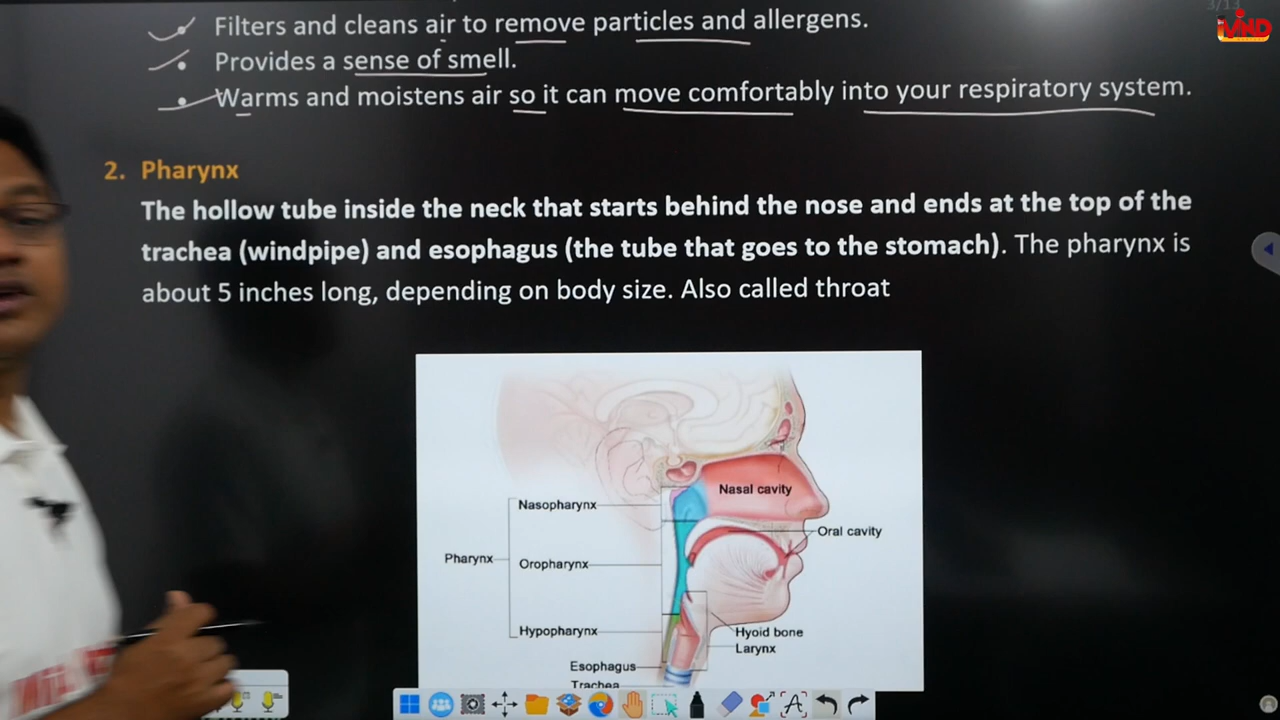 3/13
Filters and cleans air to remove particles and allergens.
Provides a sense of smell.
Warms and moistens air so it can move comfortably into your respiratory system.
2. Pharynx
The hollow tube inside the neck that starts behind the nose and ends at the top of the
trachea (windpipe) and esophagus (the tube that goes to the stomach). The pharynx is
about 5 inches long, depending on body size. Also called throat
Nasal cavity
Nasopharynx
Oral cavity
Pharynx
Oropharynx
Hypopharynx
Hyoid bone
Larynx
Esophagus
Trachea